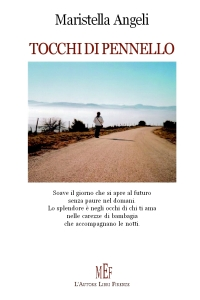 Maristella Angeli
TOCCHI DI PENNELLO
Soave il giorno che si apre al futuro
senza paure nel domani.
Lo splendore è negli occhi di chi ti ama
nelle carezze di bambagia
che accompagnano le notti.
MEF
L'AUTORE LIBRI FIRENZE